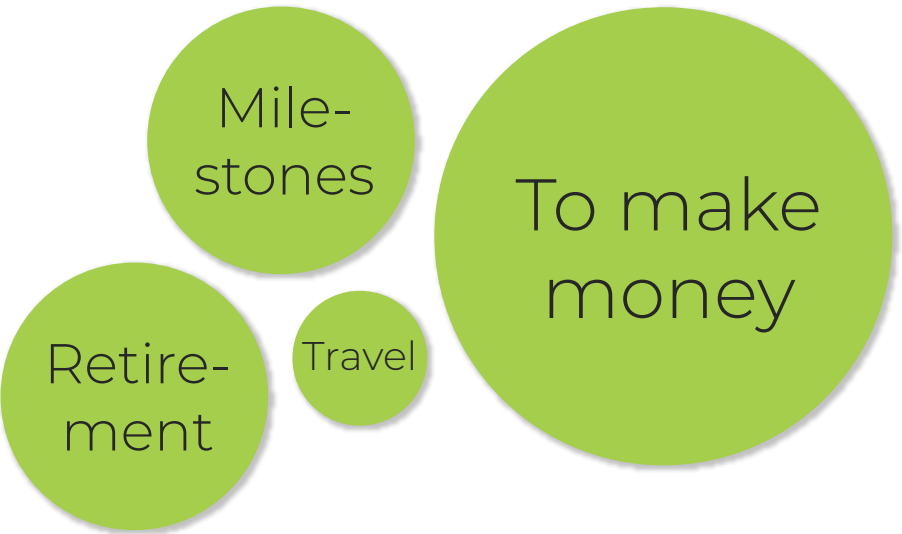 Mile-
stones
To make
money
Retire-
ment
Travel